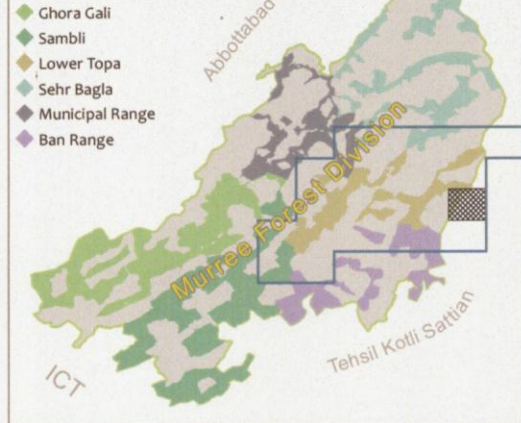 Ghora Gali
Sambli
Lower Topa
Sehr Bagla
Municipal Range
Ban Range
Abbottabad
Murree Forest Division
Tehsil Kotli Sattian
ICT